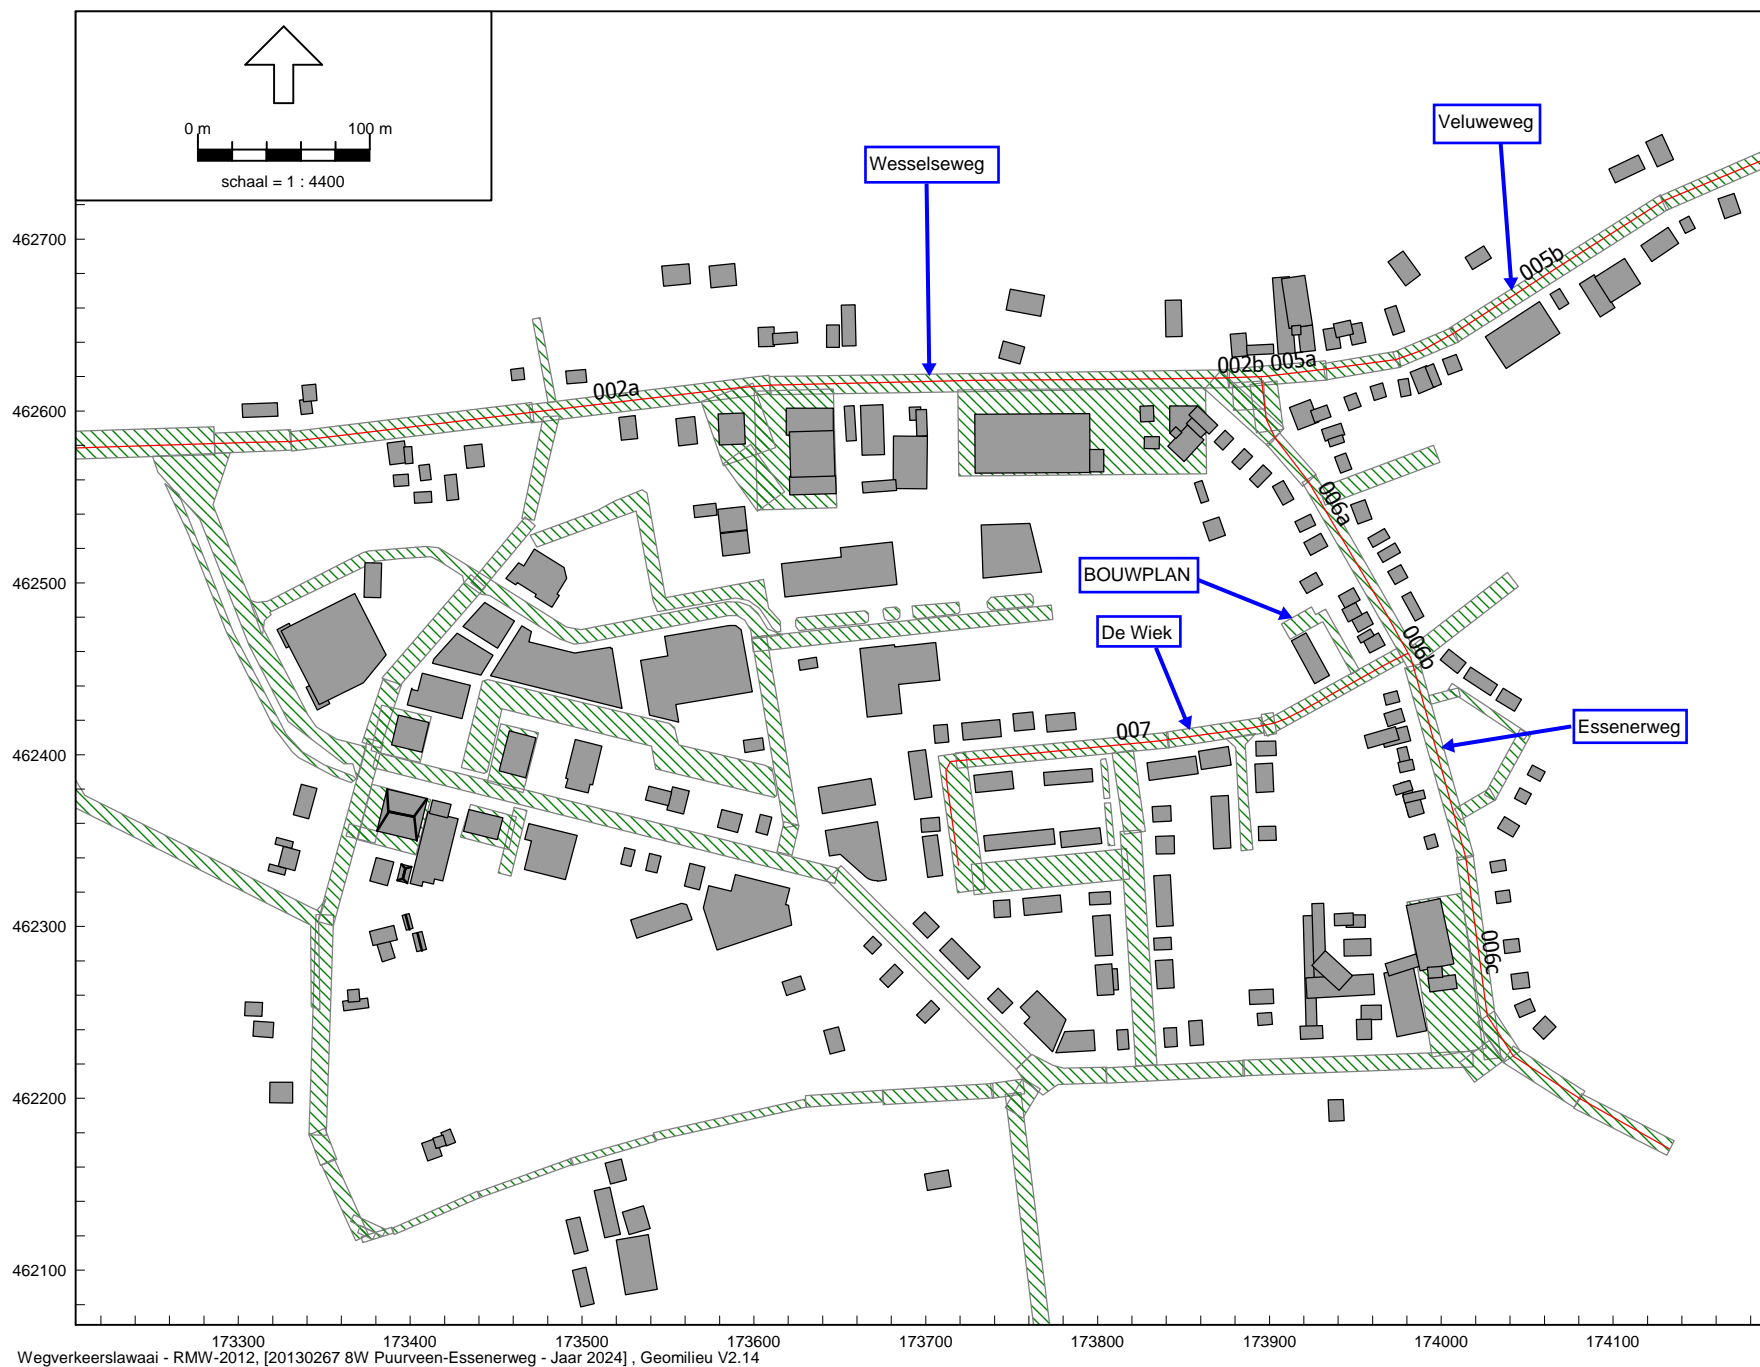 0 m 100 m
schaal = 1 : 4400
Veluweweg
Wesselseweg
462700
005b
002b 005a
002a
462600
006a
462500
BOUWPLAN
De Wiek
006b
Essenerweg
007
462400
462300
006c
462200
462100
173300 173400 173500 173600 173700 173800 173900 174000 174100
Wegverkeerslawaai - RMW-2012, [20130267 8W Puurveen-Essenerweg - Jaar 2024] , Geomilieu V2.14